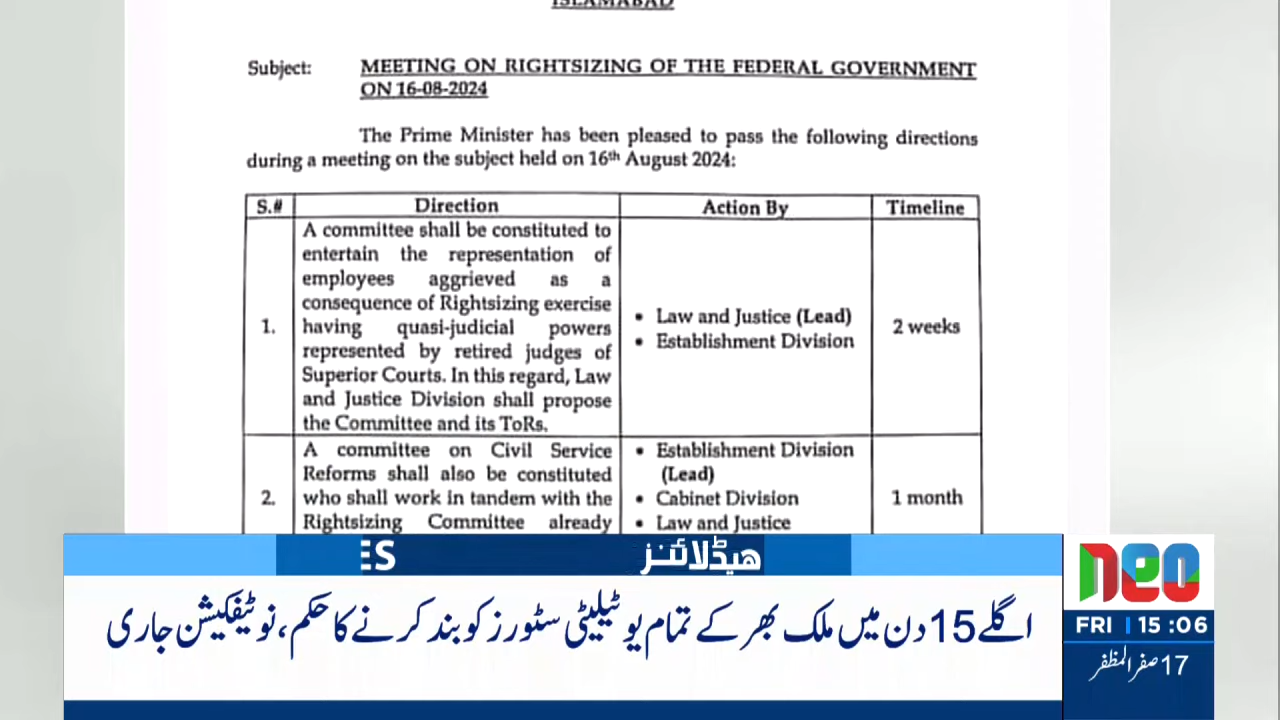 ISLAMABAD
Subject: MEETING ON RIGHTSIZING OF THE FEDERAL GOVERNMENT
ON 16-08-2024
The Prime Minister has been pleased to pass the following directions
during a meeting on the subject held on 16th August 2024:
S.# Direction Action By Timeline
1.
A committee shall be constituted to
entertain the representation of
employees aggrieved as a
consequence of Rightsizing exercise
having quasi-judicial powers
represented by retired judges of
Superior Courts. In this regard, Law
and Justice Division shall propose
the Committee and its ToRs.
• Law and Justice (Lead)
• Establishment Division
2 weeks
2.
A committee on Civil Service
Reforms shall also be constituted
who shall work in tandem with the
Rightsizing Committee already
• Establishment Division
(Lead)
• Cabinet Division
• Law and Justice
1 month
ES ہیڈلائنز
اگلے 15 دن میں ملک بھر کے تمام یوٹیلیٹی سٹورز کو بند کرنے کا حکم، نوٹیفکیشن جاری
neo
FRI 15:06
17 صفر المظفر